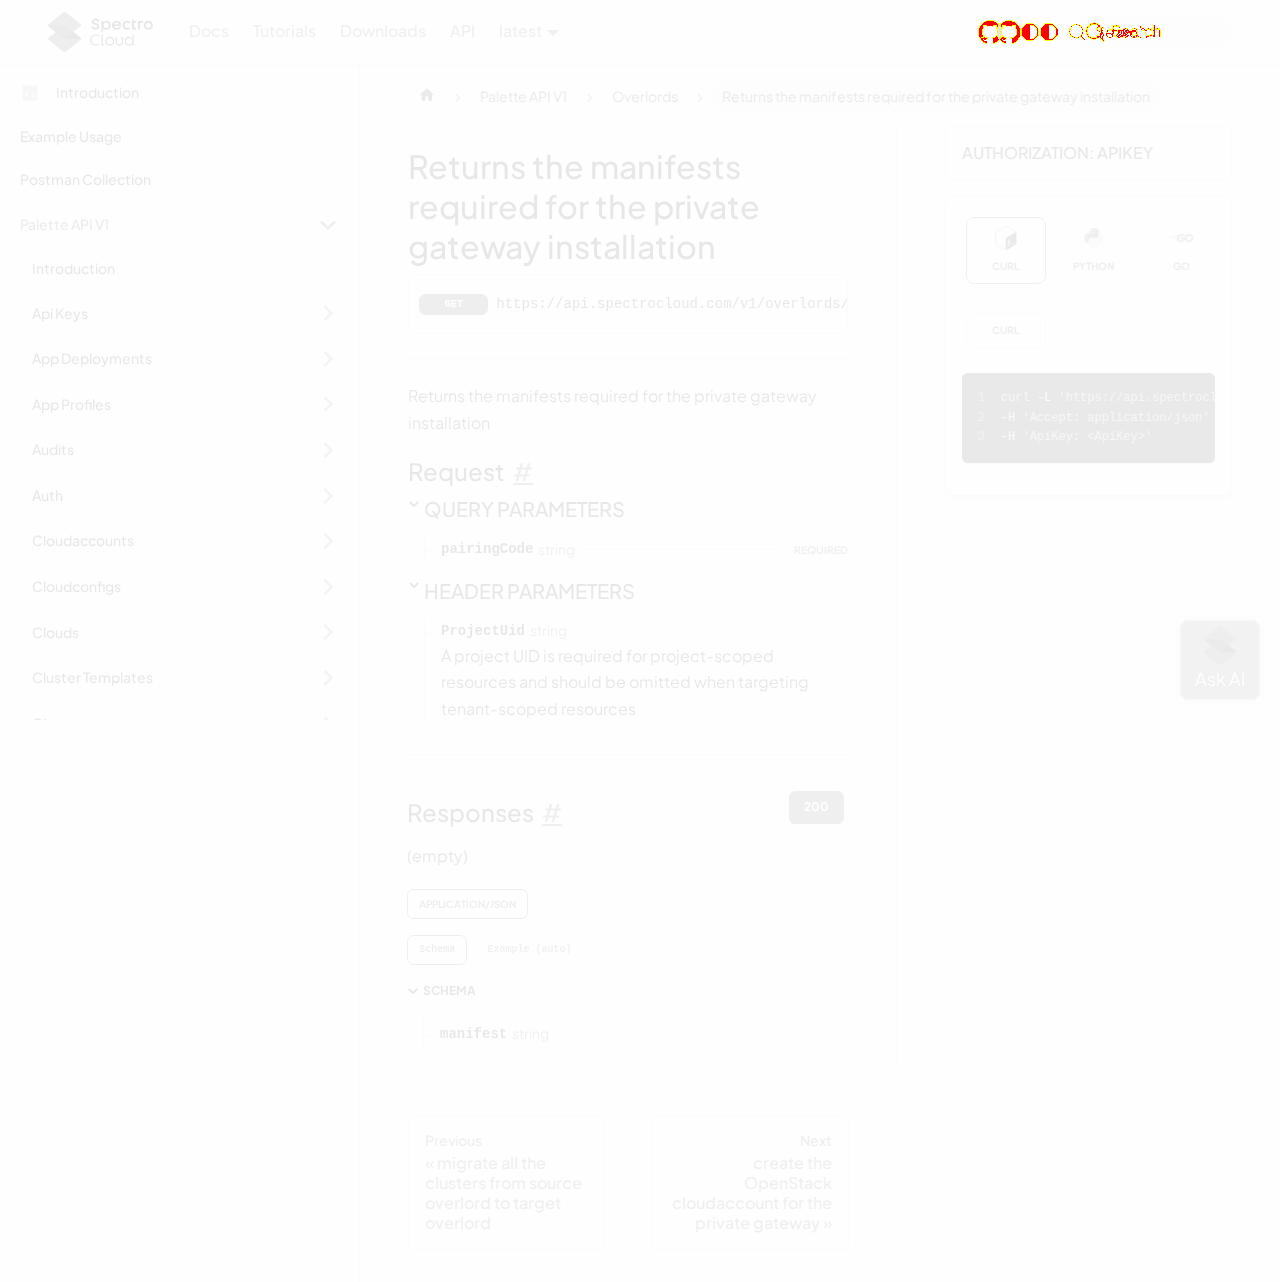 Spectro Cloud
Docs Tutorials Downloads API latest
Search
Introduction
Example Usage
Postman Collection
Palette API V1
Introduction
Api Keys
App Deployments
App Profiles
Audits
Auth
Cloudaccounts
Cloudconfigs
Clouds
Cluster Templates
Palette API V1 Overlords Returns the manifests required for the private gateway installation
Returns the manifests
required for the private
gateway installation
GET https://api.spectrocloud.com/v1/overlords/
Returns the manifests required for the private gateway
installation
Request #
QUERY PARAMETERS
pairingCode string REQUIRED
HEADER PARAMETERS
ProjectUid string
A project UID is required for project-scoped
resources and should be omitted when targeting
tenant-scoped resources
Responses #
200
(empty)
APPLICATION/JSON
Schema Example (auto)
SCHEMA
manifest string
Previous
« migrate all the
clusters from source
overlord to target
overlord
Next
create the
OpenStack
cloudaccount for the
private gateway »
AUTHORIZATION: APIKEY
CURL PYTHON GO
CURL
1 curl -L 'https://api.spectrocl
2 -H 'Accept: application/json'
3 -H 'ApiKey: <ApiKey>'
Ask AI